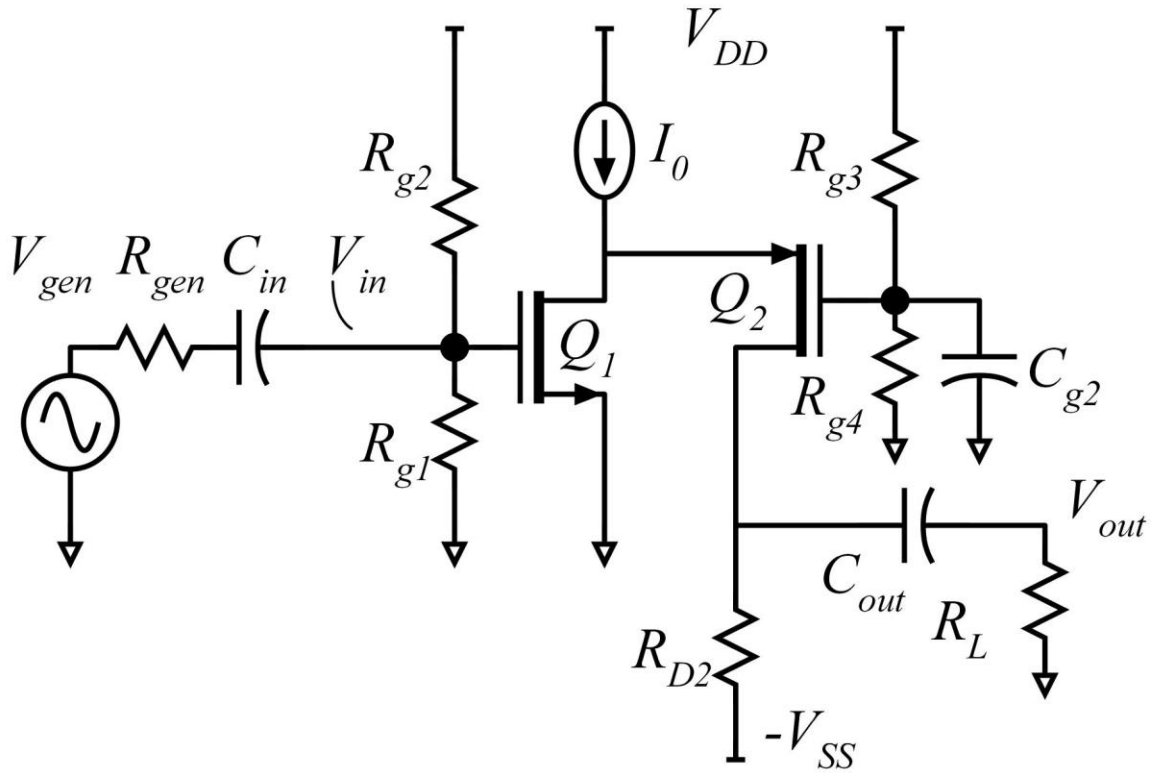 V_DD
R_g2
I_0
R_g3
V_gen R_gen C_in V_in
Q_1
Q_2
R_g4
C_g2
R_g1
V_out
C_out
R_L
R_D2
-V_SS